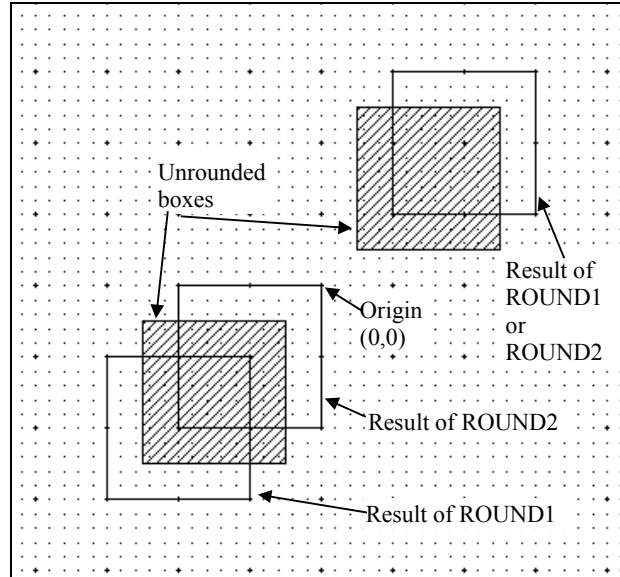 Unrounded
boxes
Result of
ROUND1
or
ROUND2
Origin
(0,0)
Result of ROUND2
Result of ROUND1